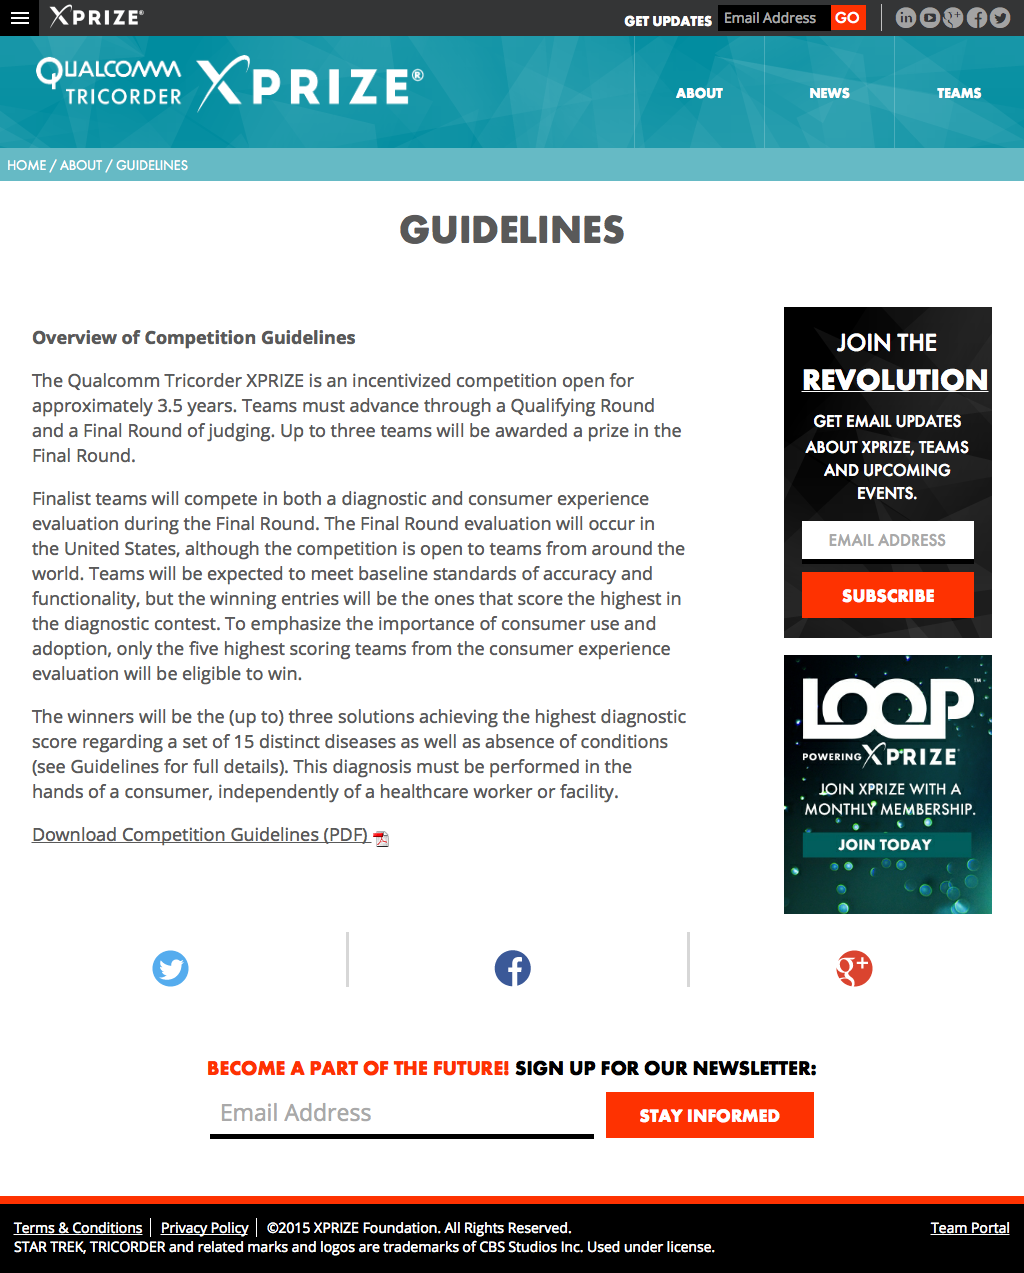 XPRIZE®
GET UPDATES
Email Address
GO
QUALCOMM
TRICORDER
XPRIZE®
ABOUT
NEWS
TEAMS
HOME / ABOUT / GUIDELINES
GUIDELINES
Overview of Competition Guidelines
The Qualcomm Tricorder XPRIZE is an incentivized competition open for
approximately 3.5 years. Teams must advance through a Qualifying Round
and a Final Round of judging. Up to three teams will be awarded a prize in the
Final Round.
Finalist teams will compete in both a diagnostic and consumer experience
evaluation during the Final Round. The Final Round evaluation will occur in
the United States, although the competition is open to teams from around the
world. Teams will be expected to meet baseline standards of accuracy and
functionality, but the winning entries will be the ones that score the highest in
the diagnostic contest. To emphasize the importance of consumer use and
adoption, only the five highest scoring teams from the consumer experience
evaluation will be eligible to win.
The winners will be the (up to) three solutions achieving the highest diagnostic
score regarding a set of 15 distinct diseases as well as absence of conditions
(see Guidelines for full details). This diagnosis must be performed in the
hands of a consumer, independently of a healthcare worker or facility.
Download Competition Guidelines (PDF)
JOIN THE
REVOLUTION
GET EMAIL UPDATES
ABOUT XPRIZE, TEAMS
AND UPCOMING
EVENTS.
EMAIL ADDRESS
SUBSCRIBE
LOOP™
POWERING XPRIZE
JOIN XPRIZE WITH A
MONTHLY MEMBERSHIP.
JOIN TODAY
BECOME A PART OF THE FUTURE! SIGN UP FOR OUR NEWSLETTER:
Email Address
STAY INFORMED
Terms & Conditions | Privacy Policy | ©2015 XPRIZE Foundation. All Rights Reserved.
Team Portal
STAR TREK, TRICORDER and related marks and logos are trademarks of CBS Studios Inc. Used under license.